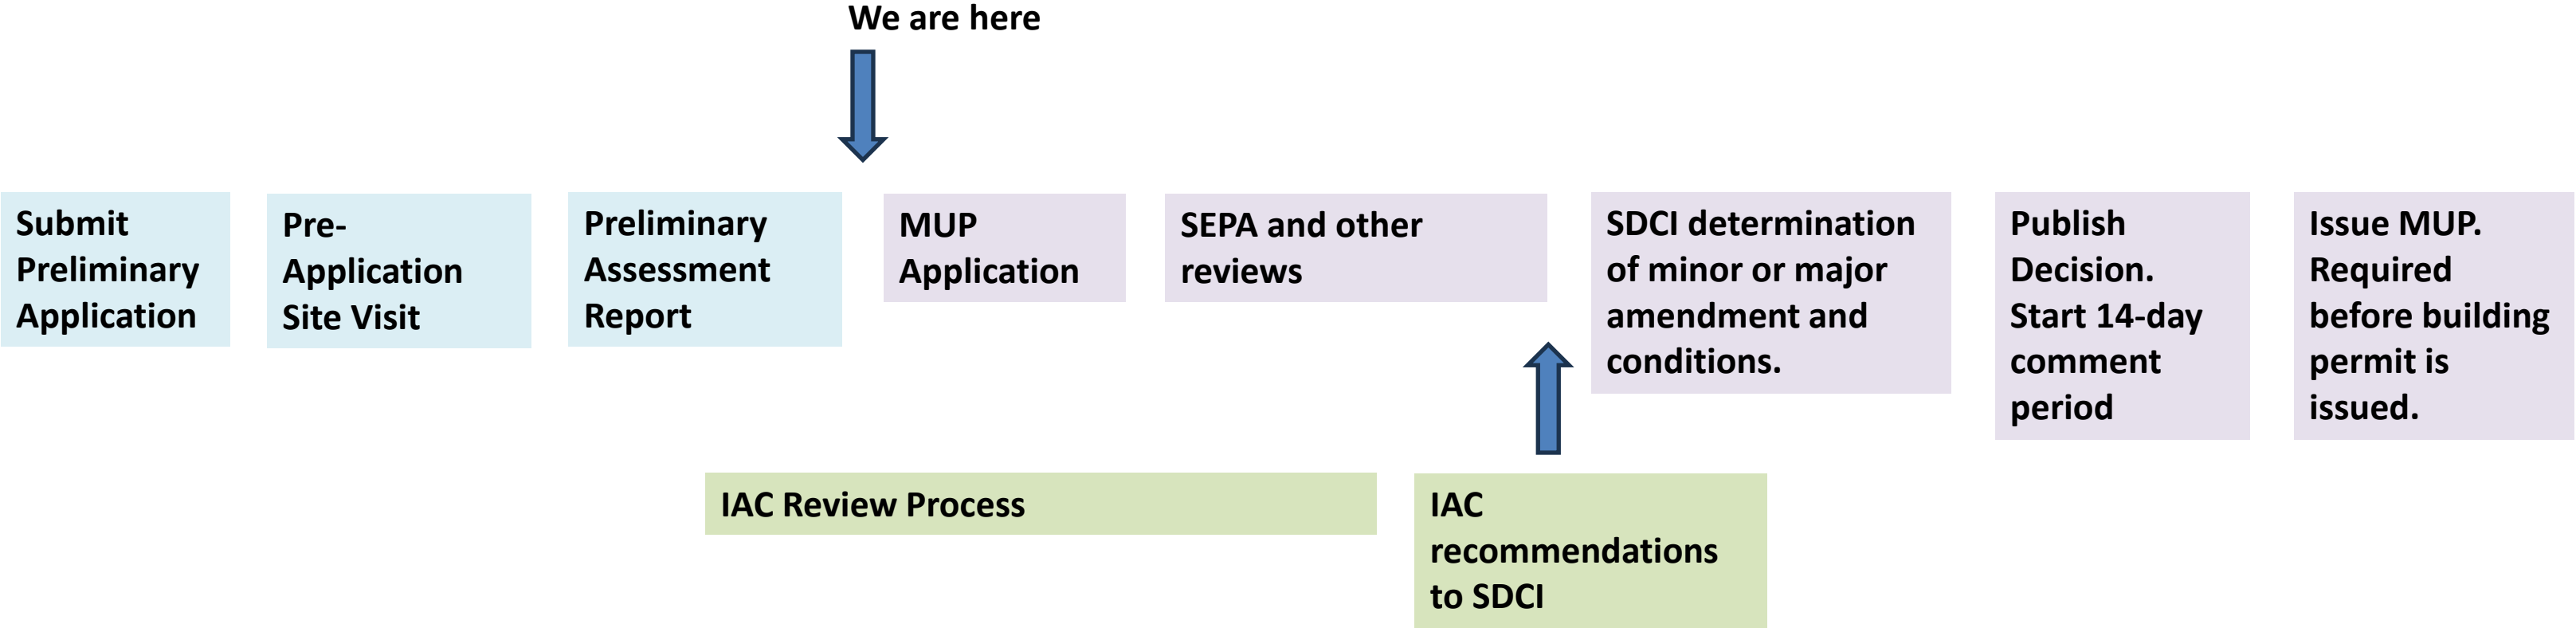 We are here
Submit
Preliminary
Application
Pre-
Application
Site Visit
Preliminary
Assessment
Report
MUP
Application
SEPA and other
reviews
SDCI determination
of minor or major
amendment and
conditions.
Publish
Decision.
Start 14-day
comment
period
Issue MUP.
Required
before building
permit is
issued.
IAC Review Process
IAC
recommendations
to SDCI